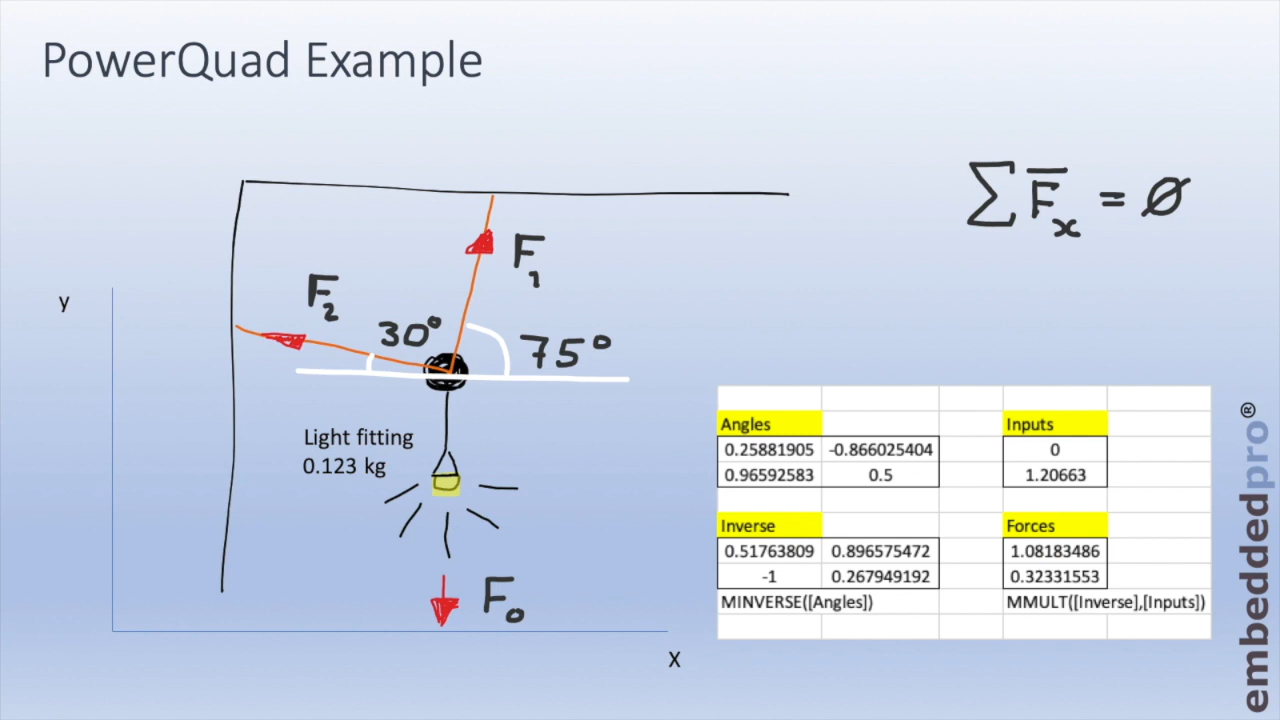 PowerQuad Example
∑ F̅x = Ø
F1
F2
30°
75°
y
Light fitting
0.123 kg
F0
x
Angles Inputs
0.25881905 -0.866025404 0
0.96592583 0.5 1.20663
Inverse Forces
0.51763809 0.896575472 1.08183486
-1 0.267949192 0.32331553
MINVERSE([Angles]) MMULT([Inverse],[Inputs])
embeddedpro®